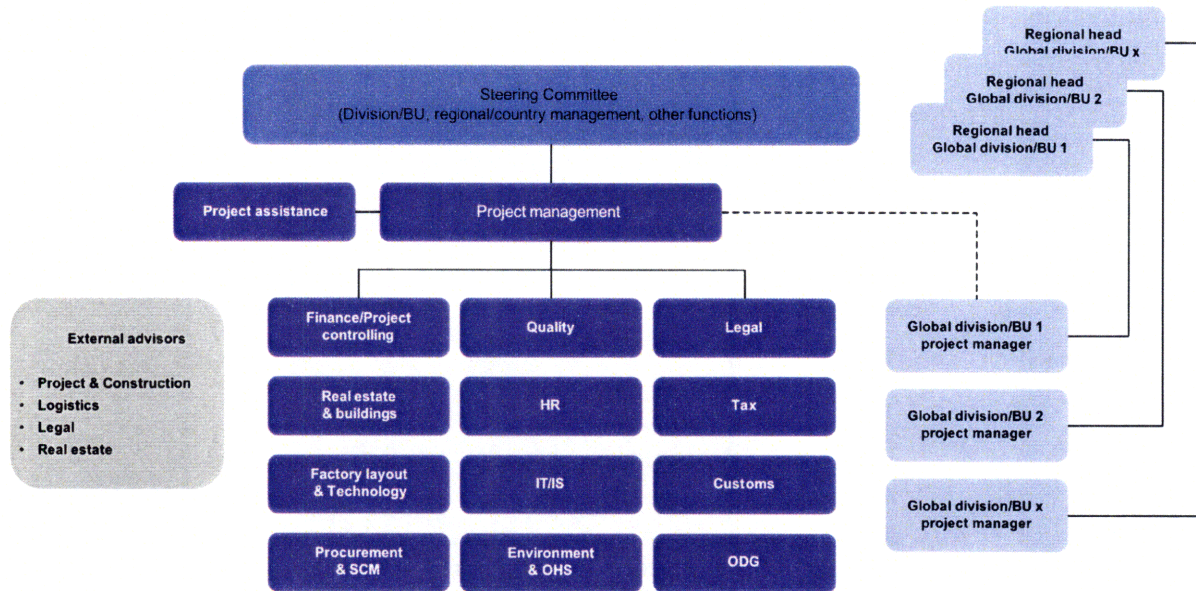 Regional head
Global division/BU x
Regional head
Global division/BU 2
Regional head
Global division/BU 1
Steering Committee
(Division/BU, regional/country management, other functions)
Project assistance
Project management
External advisors
• Project & Construction
• Logistics
• Legal
• Real estate
Finance/Project
controlling
Quality
Legal
Real estate
& buildings
HR
Tax
Factory layout
& Technology
IT/IS
Customs
Procurement
& SCM
Environment
& OHS
ODG
Global division/BU 1
project manager
Global division/BU 2
project manager
Global division/BU x
project manager